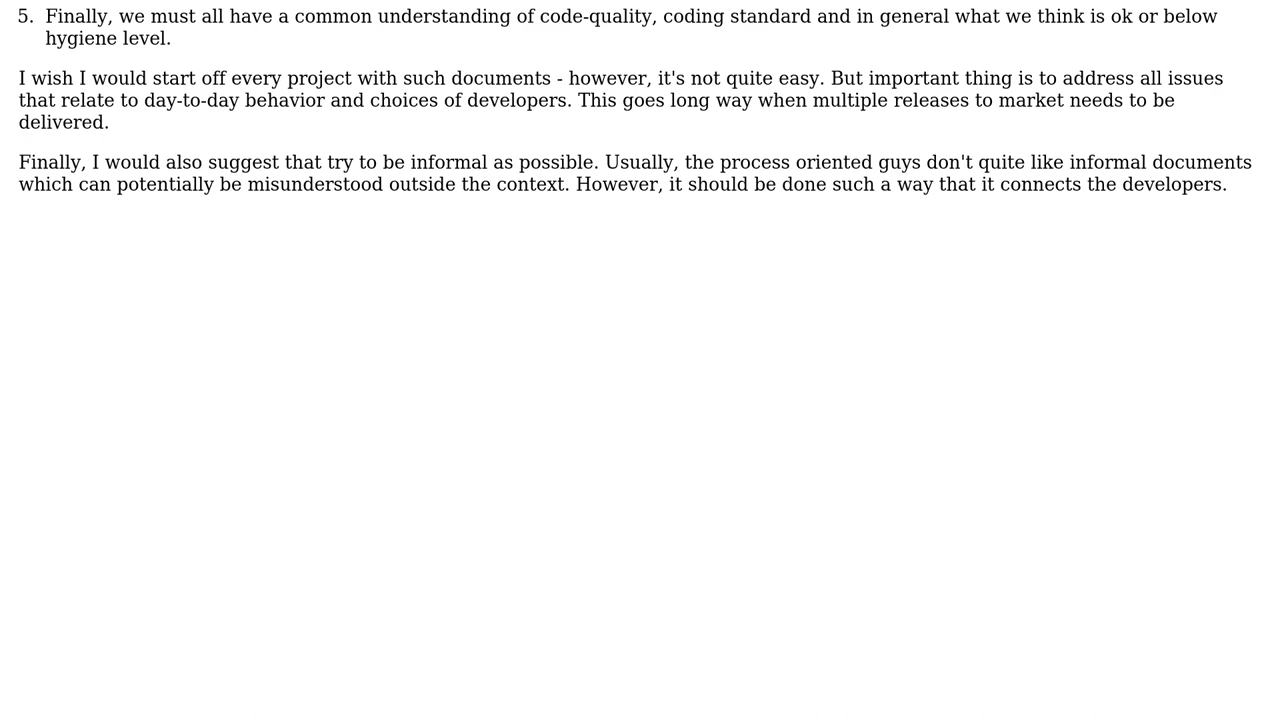 5. Finally, we must all have a common understanding of code-quality, coding standard and in general what we think is ok or below
hygiene level.
I wish I would start off every project with such documents - however, it's not quite easy. But important thing is to address all issues
that relate to day-to-day behavior and choices of developers. This goes long way when multiple releases to market needs to be
delivered.
Finally, I would also suggest that try to be informal as possible. Usually, the process oriented guys don't quite like informal documents
which can potentially be misunderstood outside the context. However, it should be done such a way that it connects the developers.